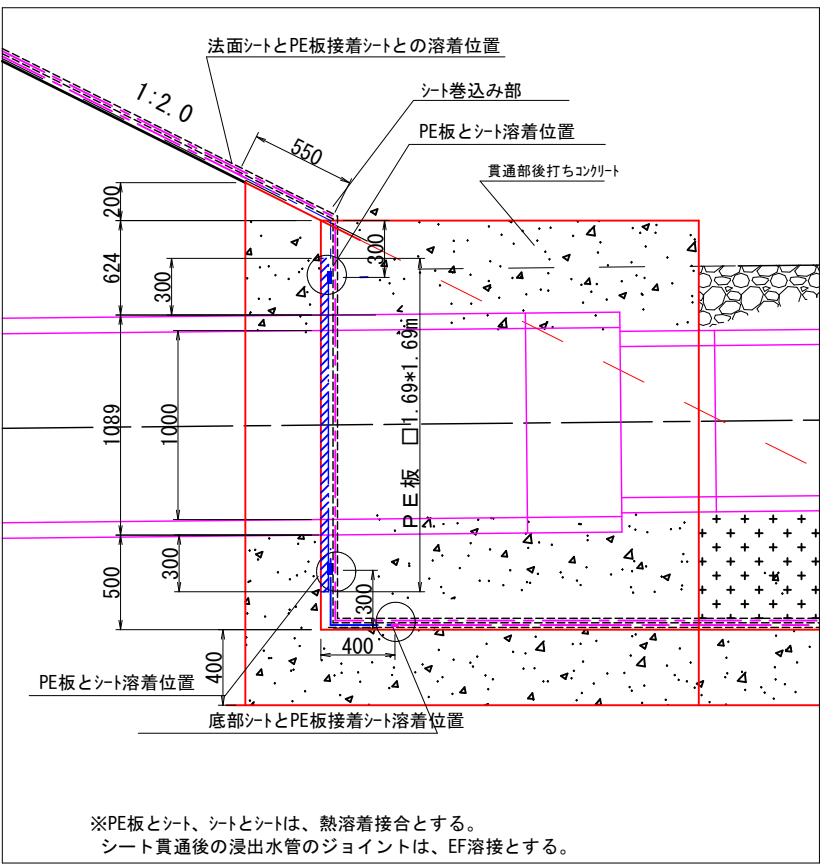 法面シートとPE板接着シートとの溶着位置
1:2.0
シート巻込み部
550
PE板とシート溶着位置
貫通部後打ちコンクリート
200
624
300
300
1089
1000
PE板 □1.69*1.69m
500
300
300
400
400
PE板とシート溶着位置
底部シートとPE板接着シート溶着位置
※PE板とシート、シートとシートは、熱溶着接合とする。
シート貫通後の浸出水管のジョイントは、EF溶接とする。